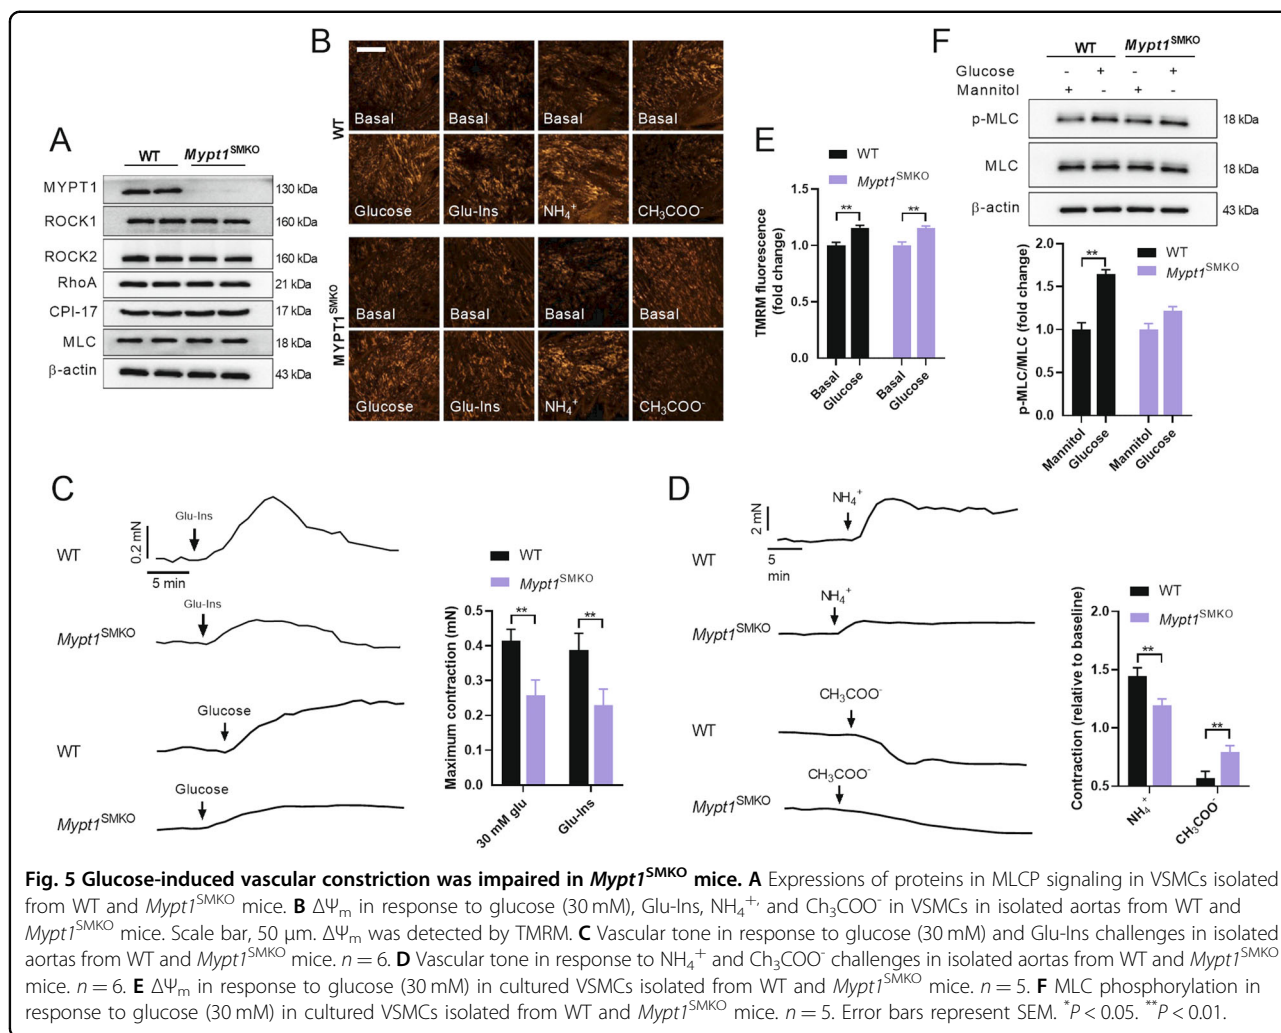 A
WT Mypt1SMKO
MYPT1 130 kDa
ROCK1 160 kDa
ROCK2 160 kDa
RhoA 21 kDa
CPI-17 17 kDa
MLC 18 kDa
β-actin 43 kDa
B
WT
Basal Basal Basal Basal
Glucose Glu-Ins NH4+ CH3COO-
MYPT1SMKO
Basal Basal Basal Basal
Glucose Glu-Ins NH4+ CH3COO-
E
WT
Mypt1SMKO
TMRM fluorescence
(fold change)
1.5
1.0
0.5
0.0
** **
Basal Glucose Basal Glucose
F
WT Mypt1SMKO
Glucose - + - +
Mannitol + - + -
p-MLC 18 kDa
MLC 18 kDa
β-actin 43 kDa
p-MLC/MLC (fold change)
2.0
1.5
1.0
0.5
0.0
**
WT
Mypt1SMKO
Mannitol Glucose Mannitol Glucose
C
0.2 mN
5 min
Glu-Ins
WT
Glu-Ins
Mypt1SMKO
Glucose
WT
Glucose
Mypt1SMKO
WT
Mypt1SMKO
Maximum contraction (mN)
0.5
0.4
0.3
0.2
0.1
0.0
** **
30 mM glu Glu-Ins
D
2 mN
5
min
NH4+
WT
NH4+
Mypt1SMKO
CH3COO-
WT
CH3COO-
Mypt1SMKO
WT
Mypt1SMKO
Contraction (relative to baseline)
2.0
1.5
1.0
0.5
** **
NH4+ CH3COO-
Fig. 5 Glucose-induced vascular constriction was impaired in Mypt1SMKO mice. A Expressions of proteins in MLCP signaling in VSMCs isolated
from WT and Mypt1SMKO mice. B ΔΨm in response to glucose (30 mM), Glu-Ins, NH4+, and Ch3COO- in VSMCs in isolated aortas from WT and
Mypt1SMKO mice. Scale bar, 50 μm. ΔΨm was detected by TMRM. C Vascular tone in response to glucose (30 mM) and Glu-Ins challenges in isolated
aortas from WT and Mypt1SMKO mice. n = 6. D Vascular tone in response to NH4+ and Ch3COO- challenges in isolated aortas from WT and Mypt1SMKO
mice. n = 6. E ΔΨm in response to glucose (30 mM) in cultured VSMCs isolated from WT and Mypt1SMKO mice. n = 5. F MLC phosphorylation in
response to glucose (30 mM) in cultured VSMCs isolated from WT and Mypt1SMKO mice. n = 5. Error bars represent SEM. *P < 0.05. **P < 0.01.